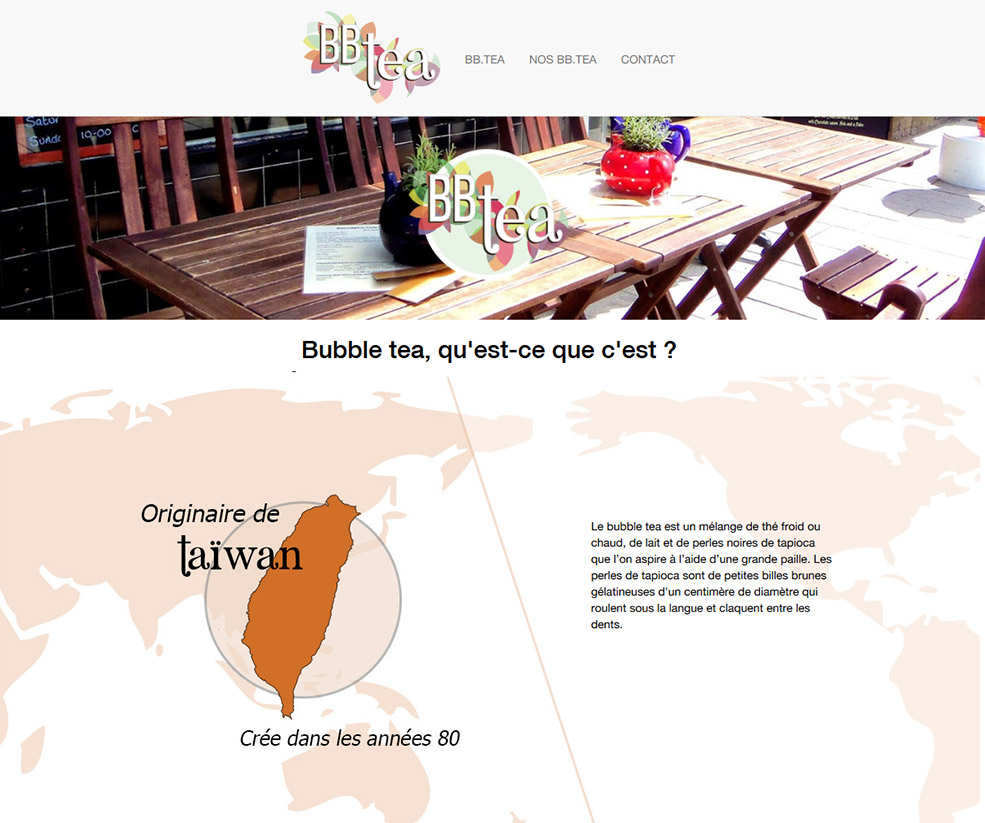 BBtea
BB.TEA NOS BB.TEA CONTACT
Satur
Sunda 10-00
BBtea
Bubble tea, qu'est-ce que c'est ?
Originaire de
taïwan
Crée dans les années 80
Le bubble tea est un mélange de thé froid ou
chaud, de lait et de perles noires de tapioca
que l'on aspire à l'aide d'une grande paille. Les
perles de tapioca sont de petites billes brunes
gélatineuses d'un centimère de diamètre qui
roulent sous la langue et claquent entre les
dents.